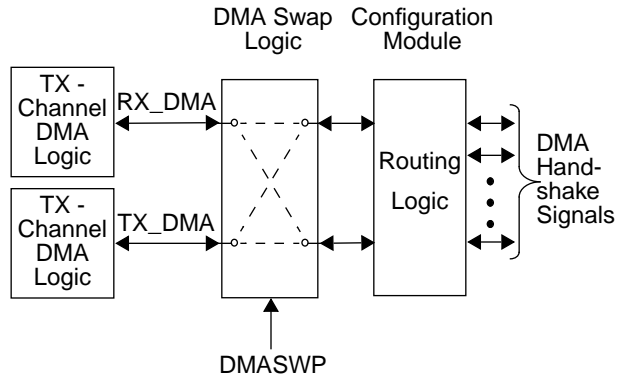 DMA Swap
Logic
Configuration
Module
TX -
Channel
DMA
Logic
RX_DMA
TX -
Channel
DMA
Logic
TX_DMA
Routing
Logic
DMA
Hand-
shake
Signals
DMASWP